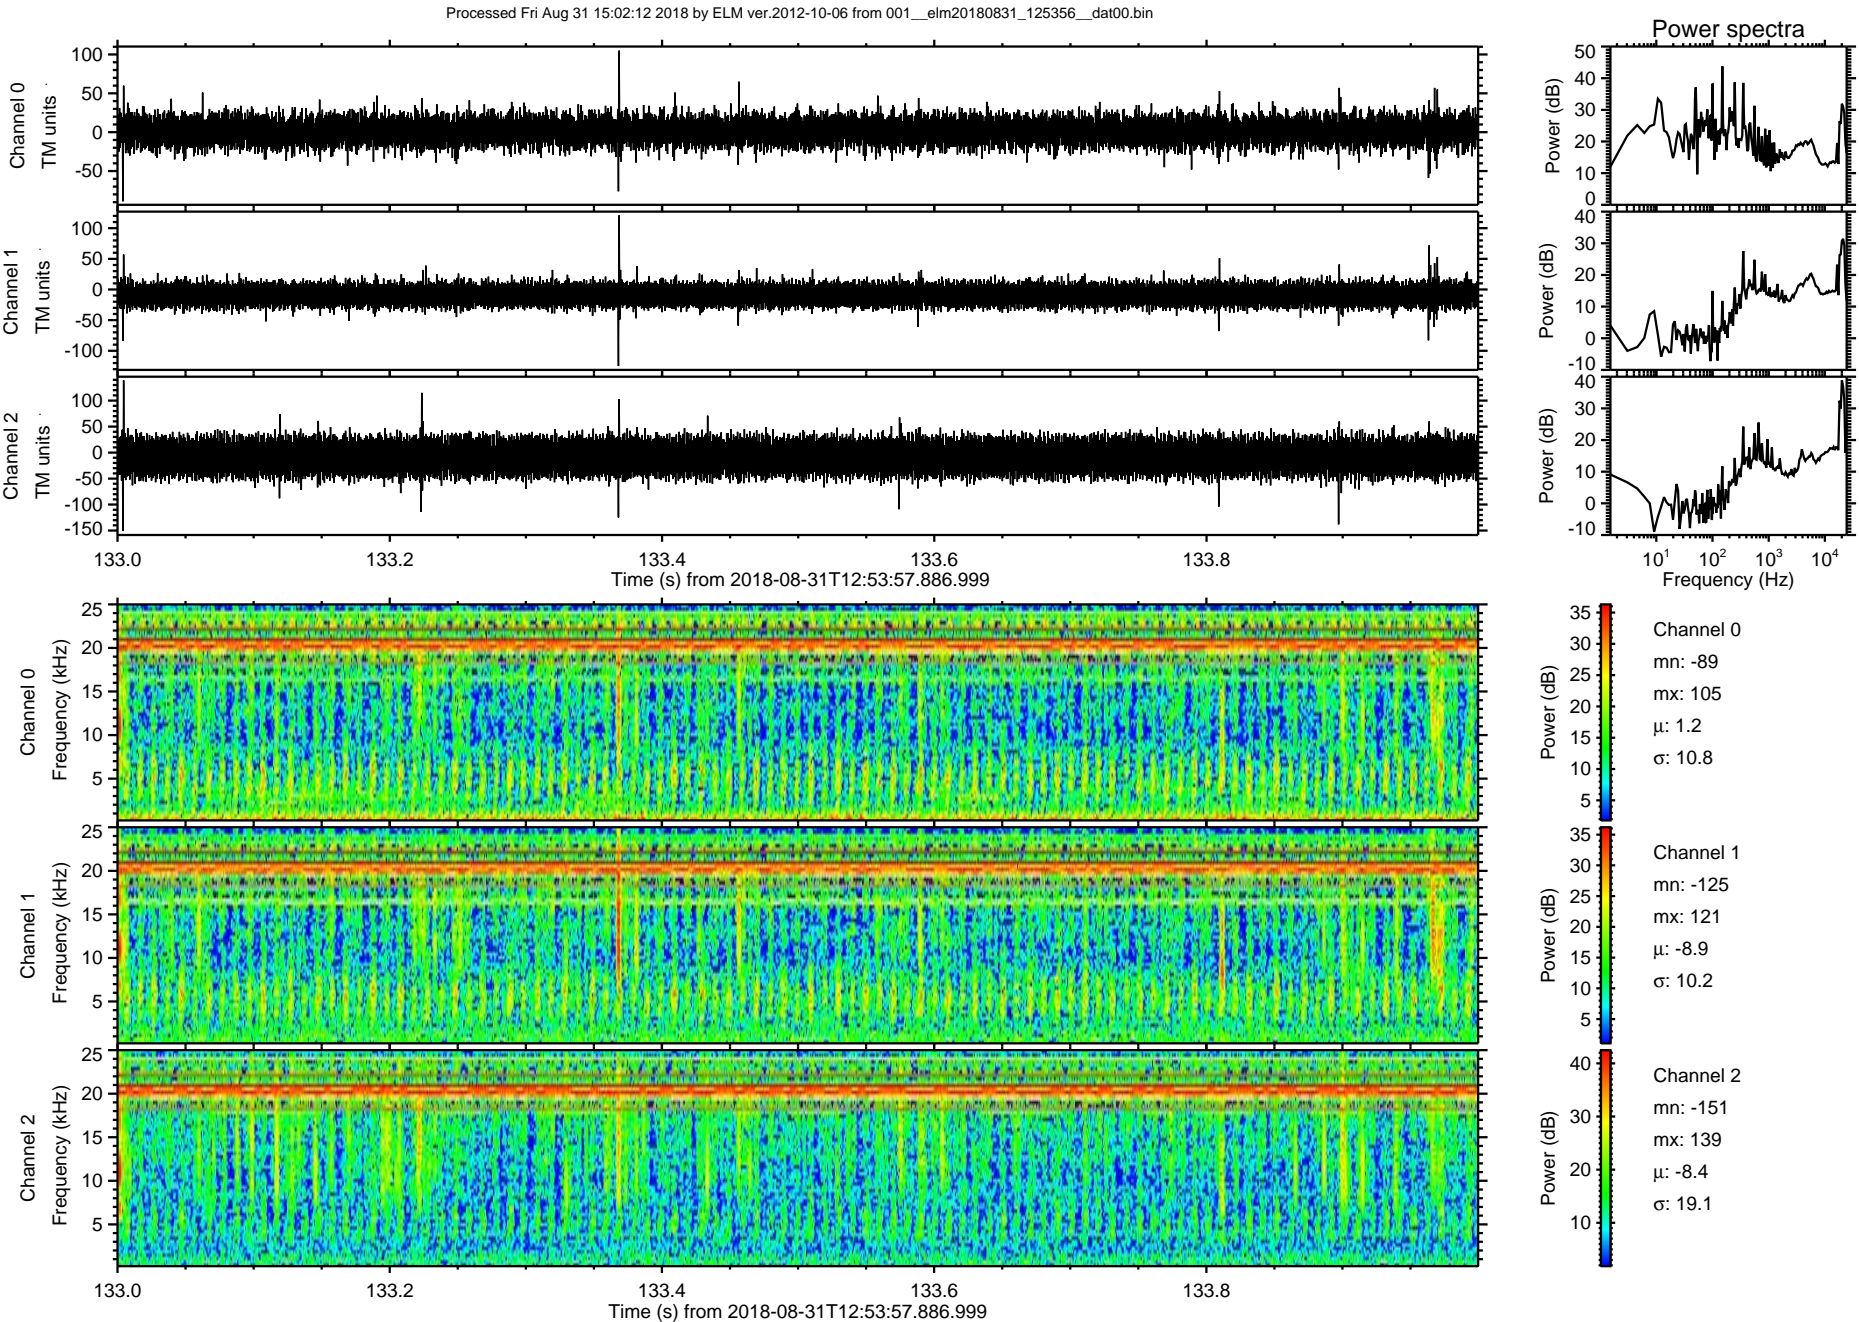 Processed Fri Aug 31 15:02:12 2018 by ELM ver.2012-10-06 from 001__elm20180831_125356__dat00.bin
Power spectra
Channel 0
TM units
100
50
0
-50
Power (dB)
50
40
30
20
10
0
Channel 1
TM units
100
50
0
-50
-100
Power (dB)
40
30
20
10
0
-10
Channel 2
TM units
100
50
0
-50
-100
-150
Power (dB)
40
30
20
10
0
-10
133.0 133.2 133.4 133.6 133.8
Time (s) from 2018-08-31T12:53:57.886.999
10^1 10^2 10^3 10^4
Frequency (Hz)
Channel 0
Frequency (kHz)
25
20
15
10
5
Power (dB)
35
30
25
20
15
10
5
Channel 0
mn: -89
mx: 105
μ: 1.2
σ: 10.8
Channel 1
Frequency (kHz)
25
20
15
10
5
Power (dB)
35
30
25
20
15
10
5
Channel 1
mn: -125
mx: 121
μ: -8.9
σ: 10.2
Channel 2
Frequency (kHz)
25
20
15
10
5
Power (dB)
40
30
20
10
Channel 2
mn: -151
mx: 139
μ: -8.4
σ: 19.1
133.0 133.2 133.4 133.6 133.8
Time (s) from 2018-08-31T12:53:57.886.999